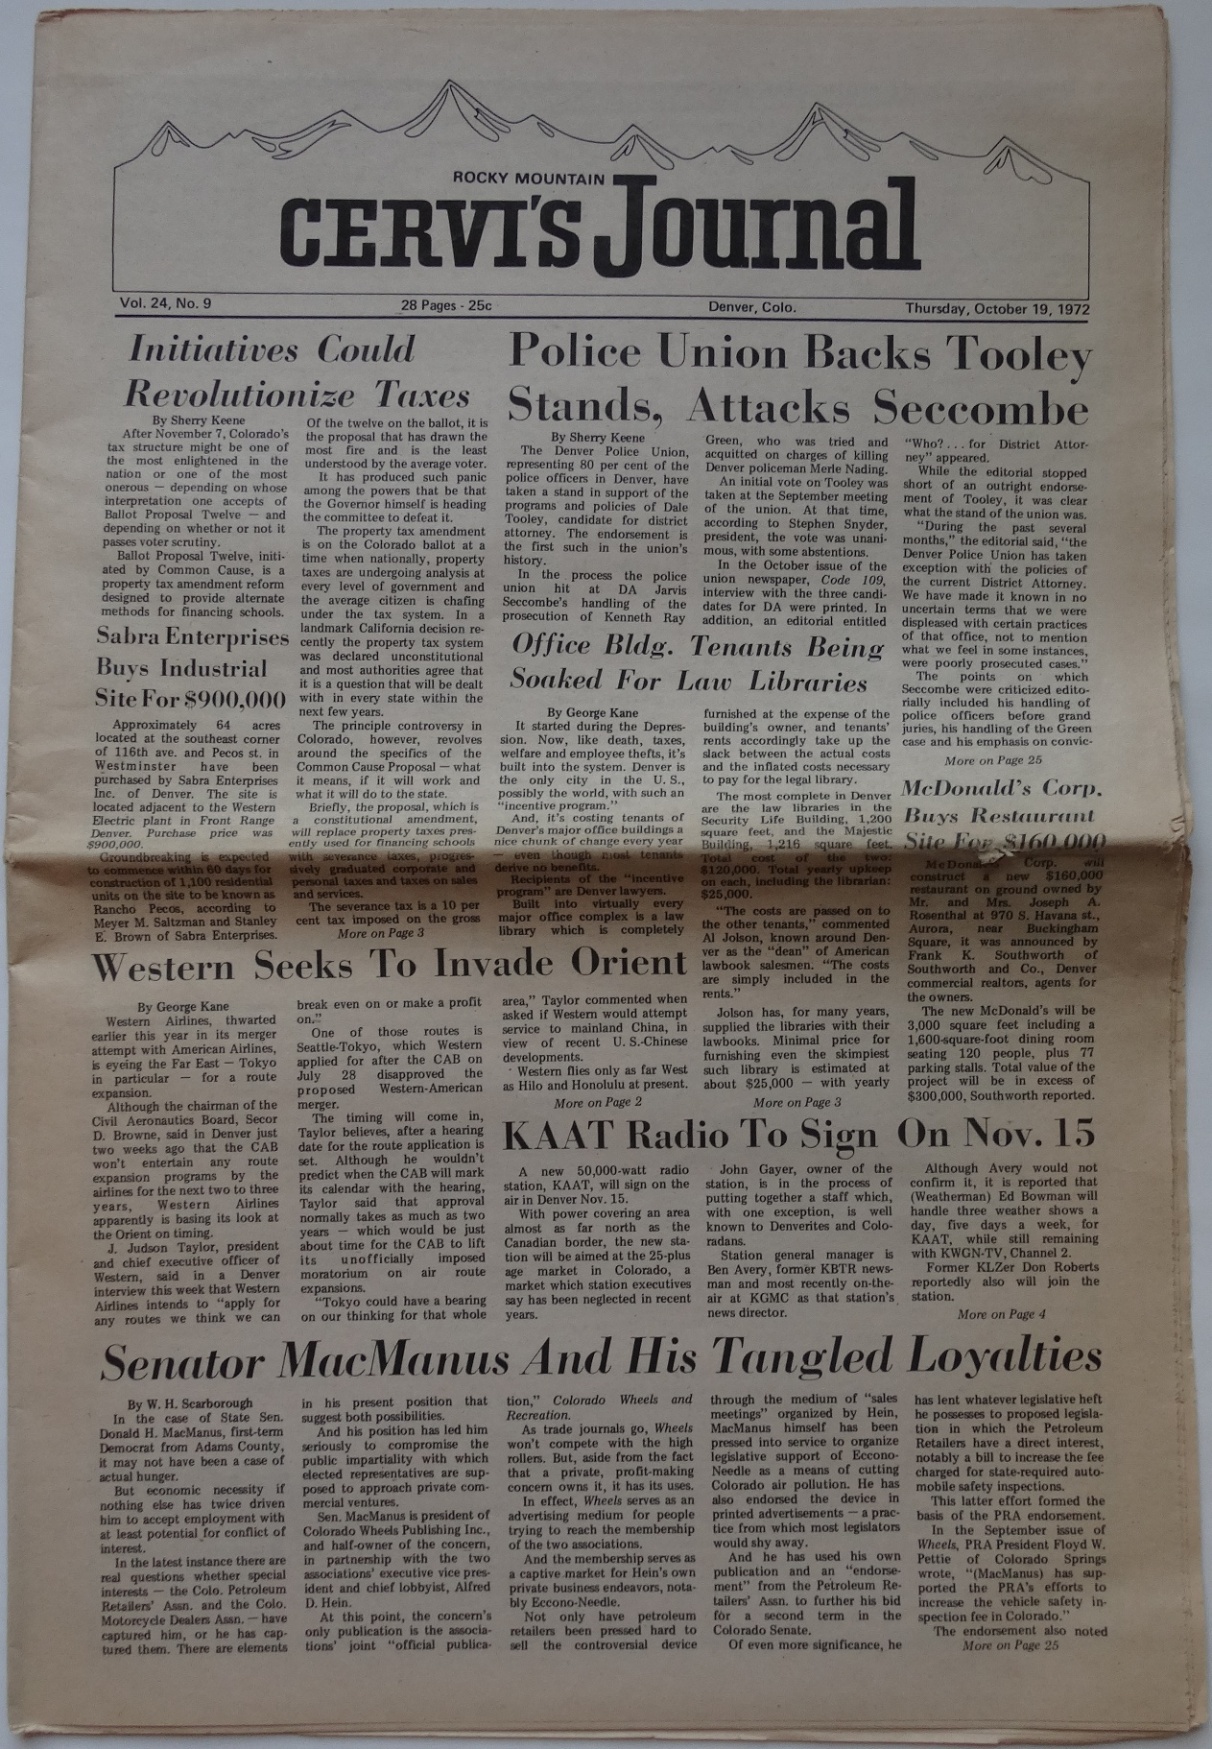 ROCKY MOUNTAIN
CERVI'S Journal
Vol. 24, No. 9 28 Pages - 25c Denver, Colo. Thursday, October 19, 1972
Initiatives Could
Revolutionize Taxes
By Sherry Keene
After November 7, Colorado's
tax structure might be one of
the most enlightened in the
nation or one of the most
onerous — depending on whose
interpretation one accepts of
Ballot Proposal Twelve — and
depending on whether or not it
passes voter scrutiny.
Ballot Proposal Twelve, initi-
ated by Common Cause, is a
property tax amendment reform
designed to provide alternate
methods for financing schools.
Of the twelve on the ballot, it is
the proposal that has drawn the
most fire and is the least
understood by the average voter.
It has produced such panic
among the powers that be that
the Governor himself is heading
the committee to defeat it.
The property tax amendment
is on the Colorado ballot at a
time when nationally, property
taxes are undergoing analysis at
every level of government and
the average citizen is chafing
under the tax system. In a
landmark California decision re-
cently the property tax system
was declared unconstitutional
and most authorities agree that
it is a question that will be dealt
with in every state within the
next few years.
The principle controversy in
Colorado, however, revolves
around the specifics of the
Common Cause Proposal — what
it means, if it will work and
what it will do to the state.
Briefly, the proposal, which is
a constitutional amendment,
will replace property taxes pres-
ently used for financing schools
with severance taxes, progres-
sively graduated corporate and
personal taxes and taxes on sales
and services.
The severance tax is a 10 per
cent tax imposed on the gross
More on Page 3
Sabra Enterprises
Buys Industrial
Site For $900,000
Approximately 64 acres
located at the southeast corner
of 116th ave. and Pecos st. in
Westminster have been
purchased by Sabra Enterprises
Inc. of Denver. The site is
located adjacent to the Western
Electric plant in Front Range
Denver. Purchase price was
$900,000.
Groundbreaking is expected
to commence within 60 days for
construction of 1,100 residential
units on the site to be known as
Rancho Pecos, according to
Meyer M. Saltzman and Stanley
E. Brown of Sabra Enterprises.
Police Union Backs Tooley
Stands, Attacks Seccombe
By Sherry Keene
The Denver Police Union,
representing 80 per cent of the
police officers in Denver, have
taken a stand in support of the
programs and policies of Dale
Tooley, candidate for district
attorney. The endorsement is
the first such in the union's
history.
In the process the police
union hit at DA Jarvis
Seccombe's handling of the
prosecution of Kenneth Ray
Green, who was tried and
acquitted on charges of killing
Denver policeman Merle Nading.
An initial vote on Tooley was
taken at the September meeting
of the union. At that time,
according to Stephen Snyder,
president, the vote was unani-
mous, with some abstentions.
In the October issue of the
union newspaper, Code 109,
interview with the three candi-
dates for DA were printed. In
addition, an editorial entitled
"Who? . . . for District Attor-
ney" appeared.
While the editorial stopped
short of an outright endorse-
ment of Tooley, it was clear
what the stand of the union was.
"During the past several
months," the editorial said, "the
Denver Police Union has taken
exception with the policies of
the current District Attorney.
We have made it known in no
uncertain terms that we were
displeased with certain practices
of that office, not to mention
what we feel in some instances,
were poorly prosecuted cases."
The points on which
Seccombe were criticized edito-
rially included his handling of
police officers before grand
juries, his handling of the Green
case and his emphasis on convic-
More on Page 25
Office Bldg. Tenants Being
Soaked For Law Libraries
By George Kane
It started during the Depres-
sion. Now, like death, taxes,
welfare and employee thefts, it's
built into the system. Denver is
the only city in the U. S.,
possibly the world, with such an
"incentive program."
And, it's costing tenants of
Denver's major office buildings a
nice chunk of change every year
— even though most tenants
derive no benefits.
Recipients of the "incentive
program" are Denver lawyers.
Built into virtually every
major office complex is a law
library which is completely
furnished at the expense of the
building's owner, and tenants'
rents accordingly take up the
slack between the actual costs
and the inflated costs necessary
to pay for the legal library.
The most complete in Denver
are the law libraries in the
Security Life Building, 1,200
square feet, and the Majestic
Building, 1,216 square feet.
Total cost of the two:
$120,000. Total yearly upkeep
on each, including the librarian:
$25,000.
"The costs are passed on to
the other tenants," commented
Al Jolson, known around Den-
ver as the "dean" of American
lawbook salesmen. "The costs
are simply included in the
rents."
Jolson has, for many years,
supplied the libraries with their
lawbooks. Minimal price for
furnishing even the skimpiest
such library is estimated at
about $25,000 — with yearly
More on Page 3
McDonald's Corp.
Buys Restaurant
Site For $160,000
McDonald's Corp. will
construct a new $160,000
restaurant on ground owned by
Mr. and Mrs. Joseph A.
Rosenthal at 970 S. Havana st.,
Aurora, near Buckingham
Square, it was announced by
Frank K. Southworth of
Southworth and Co., Denver
commercial realtors, agents for
the owners.
The new McDonald's will be
3,000 square feet including a
1,600-square-foot dining room
seating 120 people, plus 77
parking stalls. Total value of the
project will be in excess of
$300,000, Southworth reported.
Western Seeks To Invade Orient
By George Kane
Western Airlines, thwarted
earlier this year in its merger
attempt with American Airlines,
is eyeing the Far East — Tokyo
in particular — for a route
expansion.
Although the chairman of the
Civil Aeronautics Board, Secor
D. Browne, said in Denver just
two weeks ago that the CAB
won't entertain any route
expansion programs by the
airlines for the next two to three
years, Western Airlines
apparently is basing its look at
the Orient on timing.
J. Judson Taylor, president
and chief executive officer of
Western, said in a Denver
interview this week that Western
Airlines intends to "apply for
any routes we think we can
break even on or make a profit
on."
One of those routes is
Seattle-Tokyo, which Western
applied for after the CAB on
July 28 disapproved the
proposed Western-American
merger.
The timing will come in,
Taylor believes, after a hearing
date for the route application is
set. Although he wouldn't
predict when the CAB will mark
its calendar with the hearing,
Taylor said that approval
normally takes as much as two
years — which would be just
about time for the CAB to lift
its unofficially imposed
moratorium on air route
expansions.
"Tokyo could have a bearing
on our thinking for that whole
area," Taylor commented when
asked if Western would attempt
service to mainland China, in
view of recent U. S.-Chinese
developments.
Western flies only as far West
as Hilo and Honolulu at present.
More on Page 2
KAAT Radio To Sign On Nov. 15
A new 50,000-watt radio
station, KAAT, will sign on the
air in Denver Nov. 15.
With power covering an area
almost as far north as the
Canadian border, the new sta-
tion will be aimed at the 25-plus
age market in Colorado, a
market which station executives
say has been neglected in recent
years.
John Gayer, owner of the
station, is in the process of
putting together a staff which,
with one exception, is well
known to Denverites and Colo-
radans.
Station general manager is
Ben Avery, former KBTR news-
man and most recently on-the-
air at KGMC as that station's
news director.
Although Avery would not
confirm it, it is reported that
(Weatherman) Ed Bowman will
handle three weather shows a
day, five days a week, for
KAAT, while still remaining
with KWGN-TV, Channel 2.
Former KLZer Don Roberts
reportedly also will join the
station.
More on Page 4
Senator MacManus And His Tangled Loyalties
By W. H. Scarborough
In the case of State Sen.
Donald H. MacManus, first-term
Democrat from Adams County,
it may not have been a case of
actual hunger.
But economic necessity if
nothing else has twice driven
him to accept employment with
at least potential for conflict of
interest.
In the latest instance there are
real questions whether special
interests — the Colo. Petroleum
Retailers' Assn. and the Colo.
Motorcycle Dealers Assn. — have
captured him, or he has cap-
tured them. There are elements
in his present position that
suggest both possibilities.
And his position has led him
seriously to compromise the
public impartiality with which
elected representatives are sup-
posed to approach private com-
mercial ventures.
Sen. MacManus is president of
Colorado Wheels Publishing Inc.,
and half-owner of the concern,
in partnership with the two
associations' executive vice pres-
ident and chief lobbyist, Alfred
D. Hein.
At this point, the concern's
only publication is the associa-
tions' joint "official publica-
tion," Colorado Wheels and
Recreation.
As trade journals go, Wheels
won't compete with the high
rollers. But, aside from the fact
that a private, profit-making
concern owns it, it has its uses.
In effect, Wheels serves as an
advertising medium for people
trying to reach the membership
of the two associations.
And the membership serves as
a captive market for Hein's own
private business endeavors, nota-
bly Eccono-Needle.
Not only have petroleum
retailers been pressed hard to
sell the controversial device
through the medium of "sales
meetings" organized by Hein,
MacManus himself has been
pressed into service to organize
legislative support of Eccono-
Needle as a means of cutting
Colorado air pollution. He has
also endorsed the device in
printed advertisements — a prac-
tice from which most legislators
would shy away.
And he has used his own
publication and an "endorse-
ment" from the Petroleum Re-
tailers' Assn. to further his bid
for a second term in the
Colorado Senate.
Of even more significance, he
has lent whatever legislative heft
he possesses to proposed legisla-
tion in which the Petroleum
Retailers have a direct interest,
notably a bill to increase the fee
charged for state-required auto-
mobile safety inspections.
This latter effort formed the
basis of the PRA endorsement.
In the September issue of
Wheels, PRA President Floyd W.
Pettie of Colorado Springs
wrote, "(MacManus) has sup-
ported the PRA's efforts to
increase the vehicle safety in-
spection fee in Colorado."
The endorsement also noted
More on Page 25